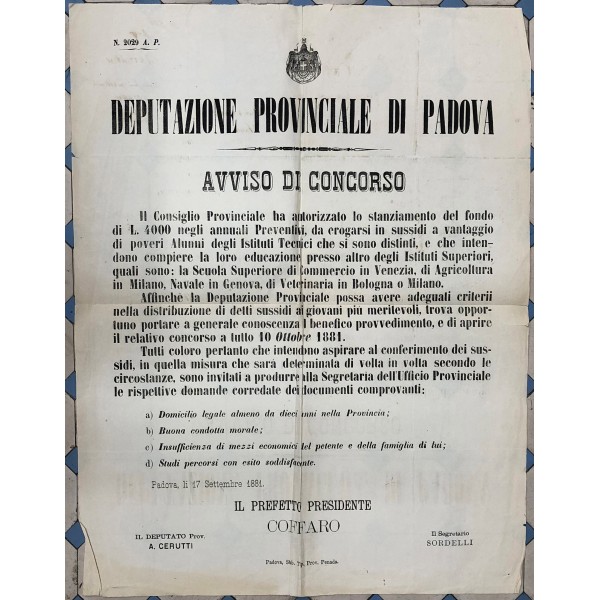 N. 2029 A. P.
DEPUTAZIONE PROVINCIALE DI PADOVA
AVVISO DI CONCORSO
Il Consiglio Provinciale ha autorizzato lo stanziamento del fondo
di L. 4000 negli annuali Preventivi, da erogarsi in sussidi a vantaggio
di poveri Alunni degli Istituti Tecnici che si sono distinti, e che inten-
dono compiere la loro educazione presso altro degli Istituti Superiori,
quali sono: la Scuola Superiore di Commercio in Venezia, di Agricoltura
in Milano, Navale in Genova, di Veterinaria in Bologna o Milano.
Affinchè la Deputazione Provinciale possa avere adeguati criterii
nella distribuzione di detti sussidi ai giovani più meritevoli, trova oppor-
tuno portare a generale conoscenza il benefico provvedimento, e di aprire
il relativo concorso a tutto 10 Ottobre 1881.
Tutti coloro pertanto che intendono aspirare al conferimento dei sus-
sidi, in quella misura che sarà determinata di volta in volta secondo le
circostanze, sono invitati a produrre alla Segretaria dell'Ufficio Provinciale
le rispettive domande corredate dei documenti comprovanti:
a) Domicilio legale almeno da dieci anni nella Provincia;
b) Buona condotta morale;
c) Insufficienza di mezzi economici del petente e della famiglia di lui;
d) Studi percorsi con esito soddisfacente.
Padova, li 17 Settembre 1881.
IL PREFETTO PRESIDENTE
COFFARO
IL DEPUTATO Prov.
A. CERUTTI
Il Segretario
SORDELLI
Padova, Tip. Prov. Penada.